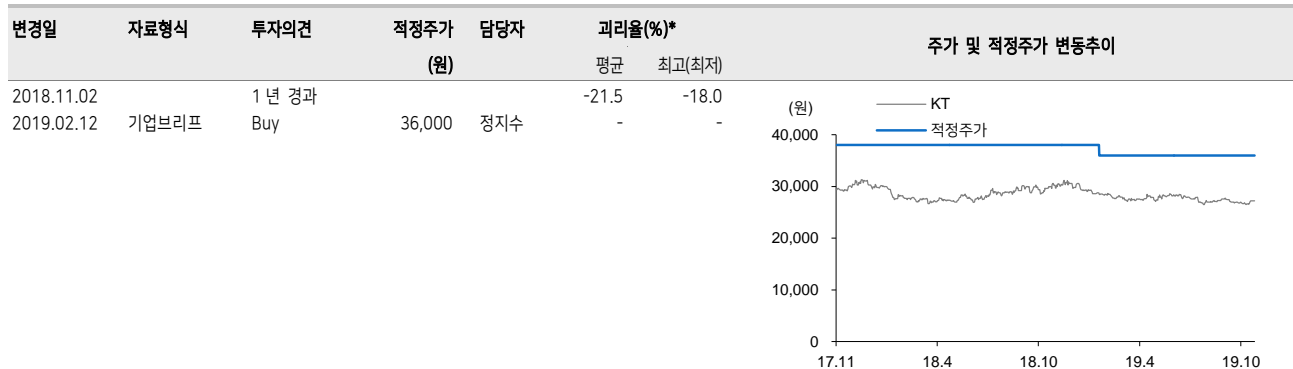 변경일 자료형식 투자의견 적정주가 담당자 괴리율(%)* 주가 및 적정주가 변동추이
(원) 평균 최고(최저)
2018.11.02 1년 경과 -21.5 -18.0
2019.02.12 기업브리프 Buy 36,000 정지수 - -
(원)
KT
적정주가
40,000
30,000
20,000
10,000
0
17.11 18.4 18.10 19.4 19.10